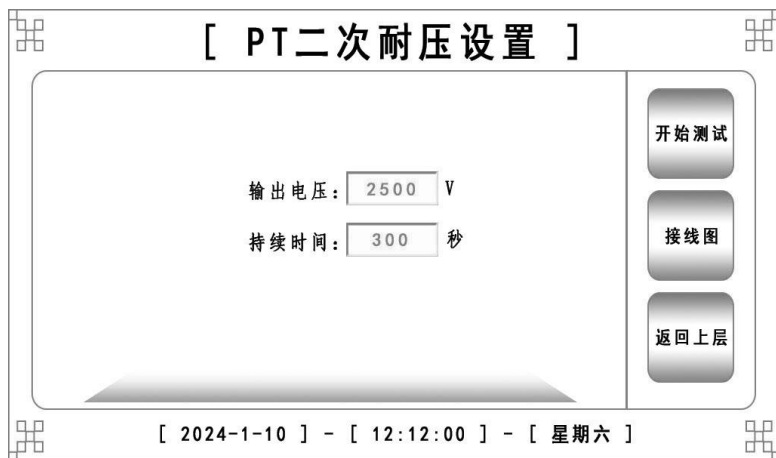 [ PT二次耐压设置 ]
输出电压: 2500 V
持续时间: 300 秒
开始测试
接线图
返回上层
[ 2024-1-10 ] - [ 12:12:00 ] - [ 星期六 ]